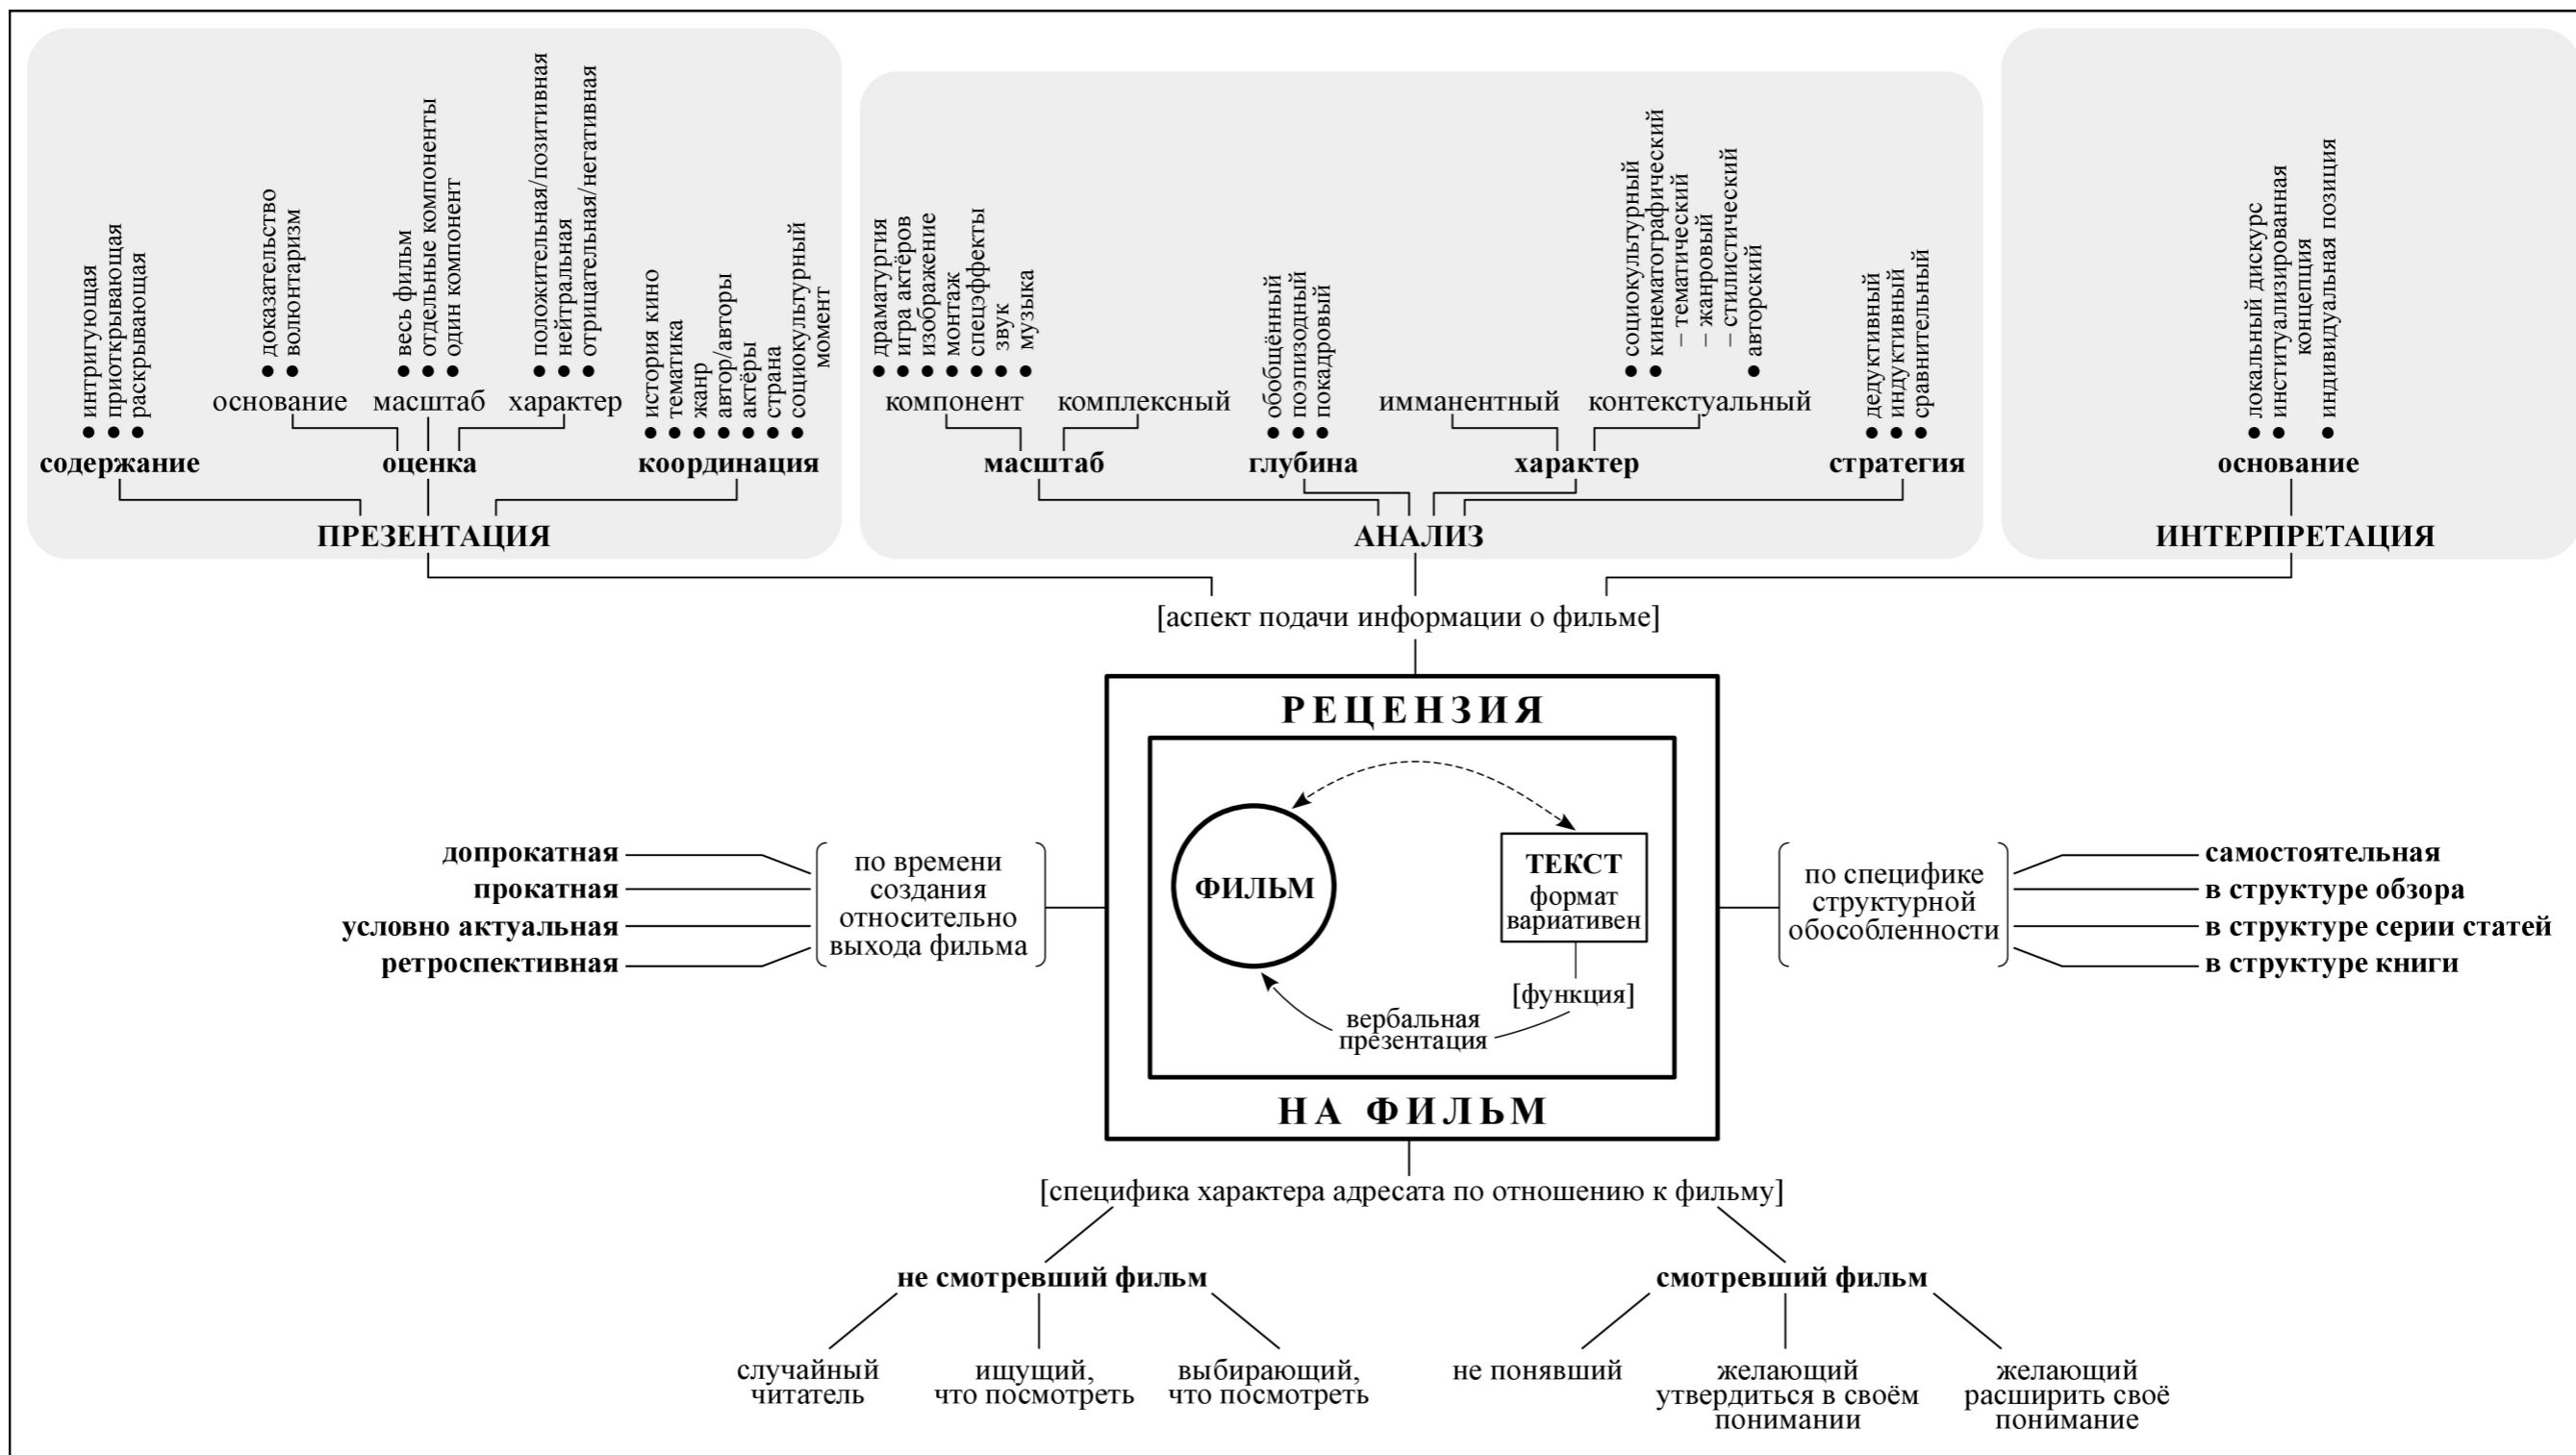 ● интригующая
● приоткрывающая
● раскрывающая
содержание
● доказательство
● волюнтаризм
основание
● весь фильм
● отдельные компоненты
● один компонент
масштаб
● положительная/позитивная
● нейтральная
● отрицательная/негативная
характер
оценка
● история кино
● тематика
● жанр
● автор/авторы
● актёры
● страна
● социокультурный
момент
координация
ПРЕЗЕНТАЦИЯ
● драматургия
● игра актёров
● изображение
● монтаж
● спецэффекты
● звук
● музыка
компонент
комплексный
масштаб
● обобщённый
● поэпизодный
● покадровый
глубина
имманентный
● социокультурный
● кинематографический
– тематический
– жанровый
– стилистический
● авторский
контекстуальный
характер
● дедуктивный
● индуктивный
● сравнительный
стратегия
АНАЛИЗ
● локальный дискурс
● институализированная
концепция
● индивидуальная позиция
основание
ИНТЕРПРЕТАЦИЯ
[аспект подачи информации о фильме]
РЕЦЕНЗИЯ
ФИЛЬМ
ТЕКСТ
формат
вариативен
[функция]
вербальная
презентация
НА ФИЛЬМ
допрокатная
прокатная
условно актуальная
ретроспективная
по времени
создания
относительно
выхода фильма
по специфике
структурной
обособленности
самостоятельная
в структуре обзора
в структуре серии статей
в структуре книги
[специфика характера адресата по отношению к фильму]
не смотревший фильм
случайный
читатель
ищущий,
что посмотреть
выбирающий,
что посмотреть
смотревший фильм
не понявший
желающий
утвердиться в своём
понимании
желающий
расширить своё
понимание